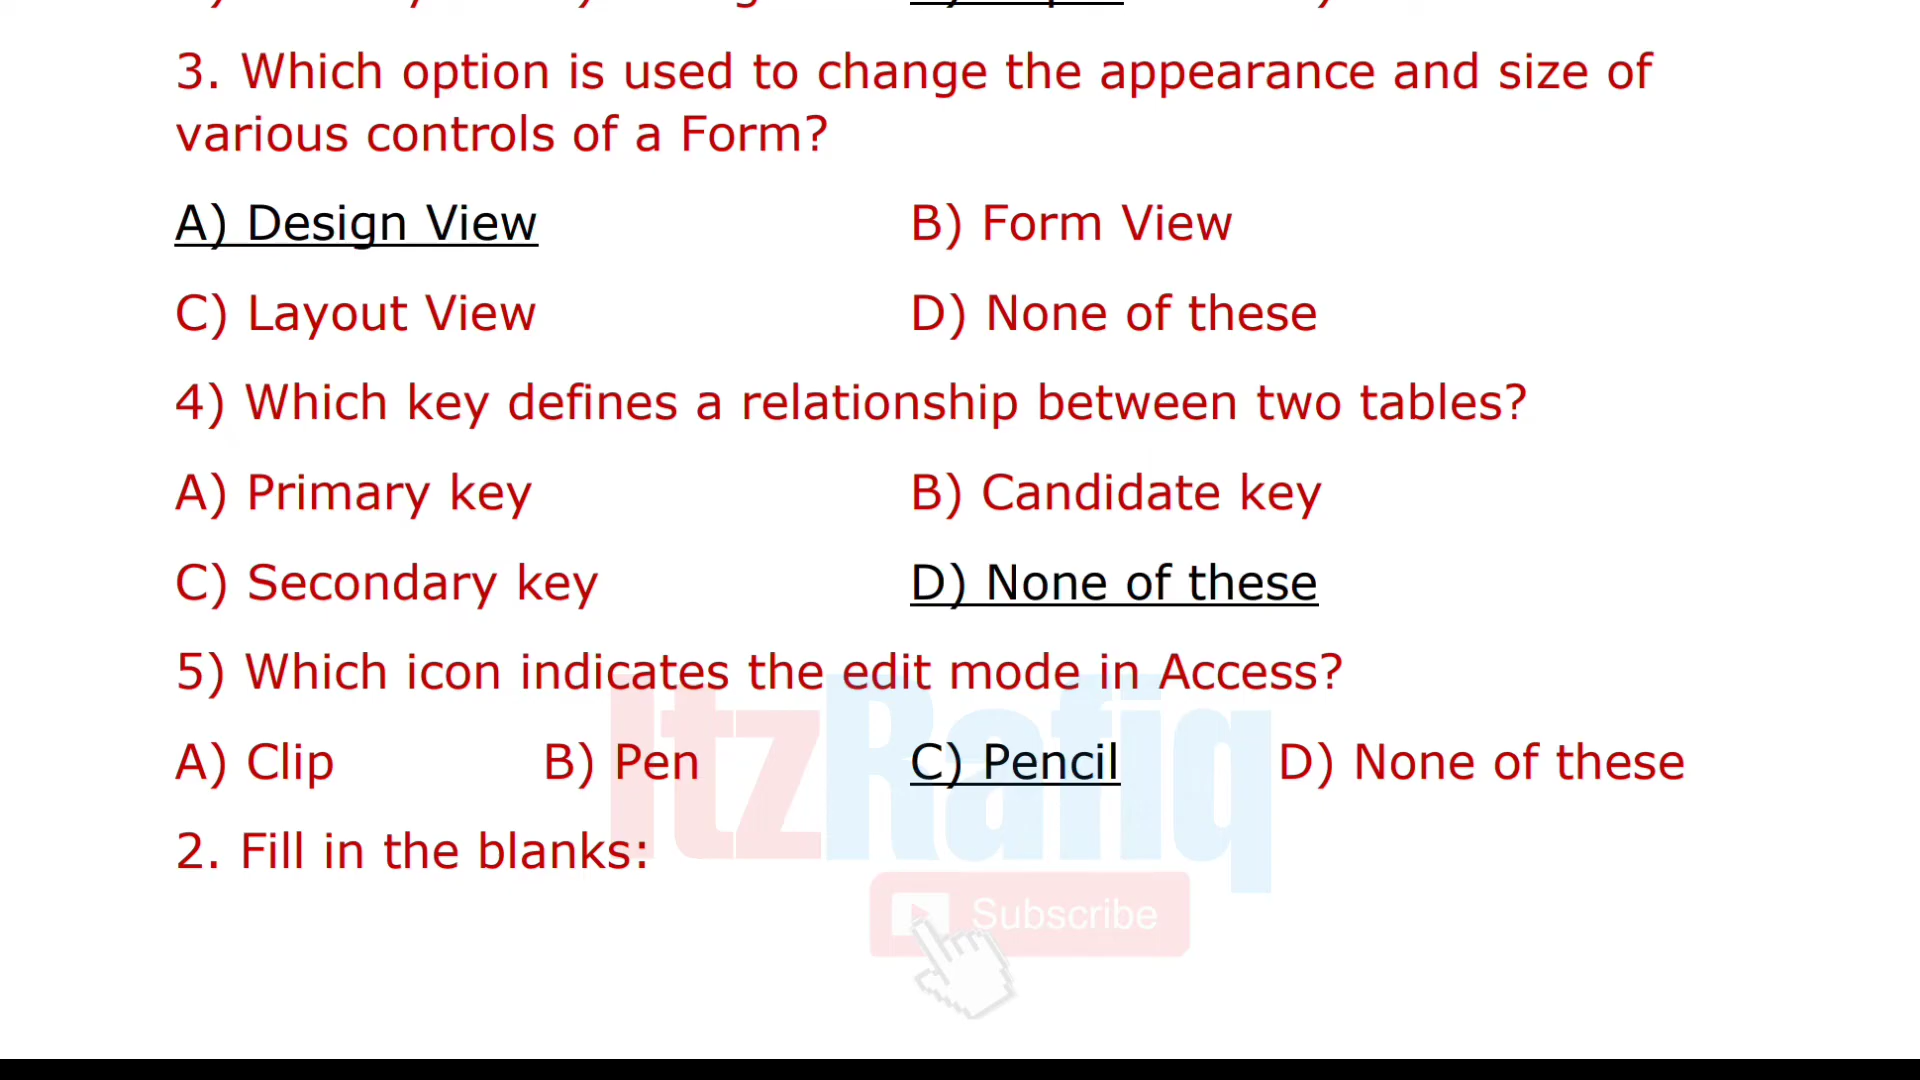 3. Which option is used to change the appearance and size of
various controls of a Form?
A) Design View B) Form View
C) Layout View D) None of these
4) Which key defines a relationship between two tables?
A) Primary key B) Candidate key
C) Secondary key D) None of these
5) Which icon indicates the edit mode in Access?
A) Clip B) Pen C) Pencil D) None of these
ItzRafiq
2. Fill in the blanks:
Subscribe